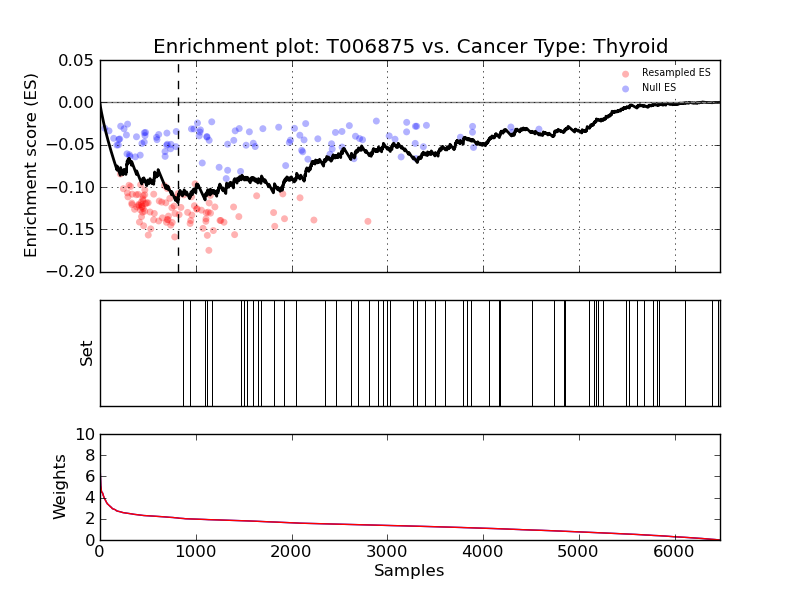 Enrichment plot: T006875 vs. Cancer Type: Thyroid
0.05
0.00
−0.05
−0.10
−0.15
−0.20
Enrichment score (ES)
Resampled ES
Null ES
Set
10
8
6
4
2
0
Weights
0 1000 2000 3000 4000 5000 6000
Samples